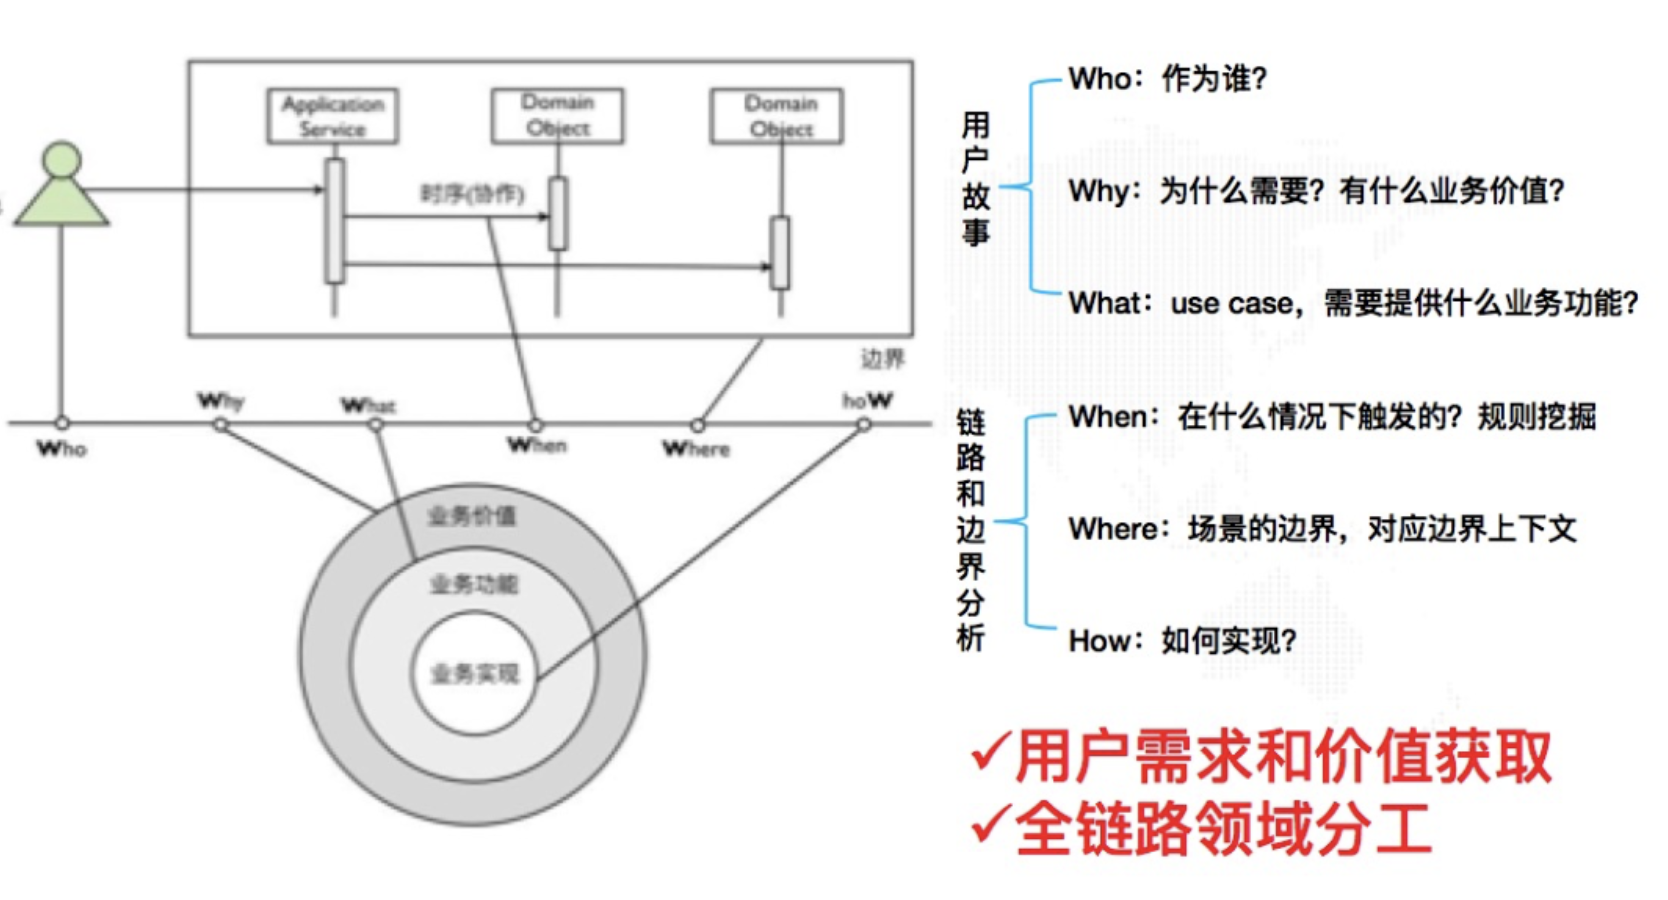 Application
Service
Domain
Object
Domain
Object
时序(协作)
边界
Why
What
hoW
Who
When
Where
业务价值
业务功能
业务实现
用户故事
Who：作为谁？
Why：为什么需要？有什么业务价值？
What：use case，需要提供什么业务功能？
链路和边界分析
When：在什么情况下触发的？规则挖掘
Where：场景的边界，对应边界上下文
How：如何实现？
✓用户需求和价值获取
✓全链路领域分工